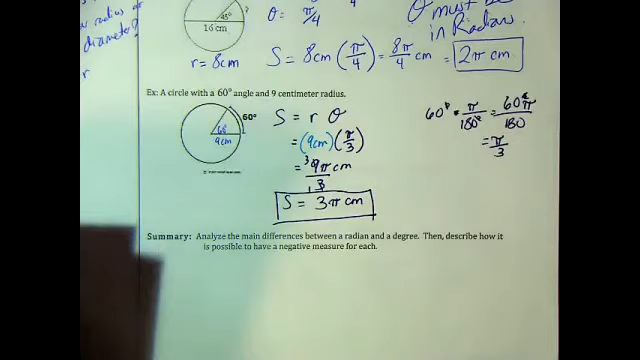 radius or
diameter?
r
45°
16cm
r = 8cm
θ = π/4
S = 8cm (π/4) = 8π/4 cm = 2π cm
θ must be
in Radians
Ex: A circle with a 60° angle and 9 centimeter radius.
60°
60°
9cm
S = r θ
= (9cm)(π/3)
= 9π/3 cm
S = 3π cm
60° • π/180° = 60π/180
= π/3
Summary: Analyze the main differences between a radian and a degree. Then, describe how it
is possible to have a negative measure for each.